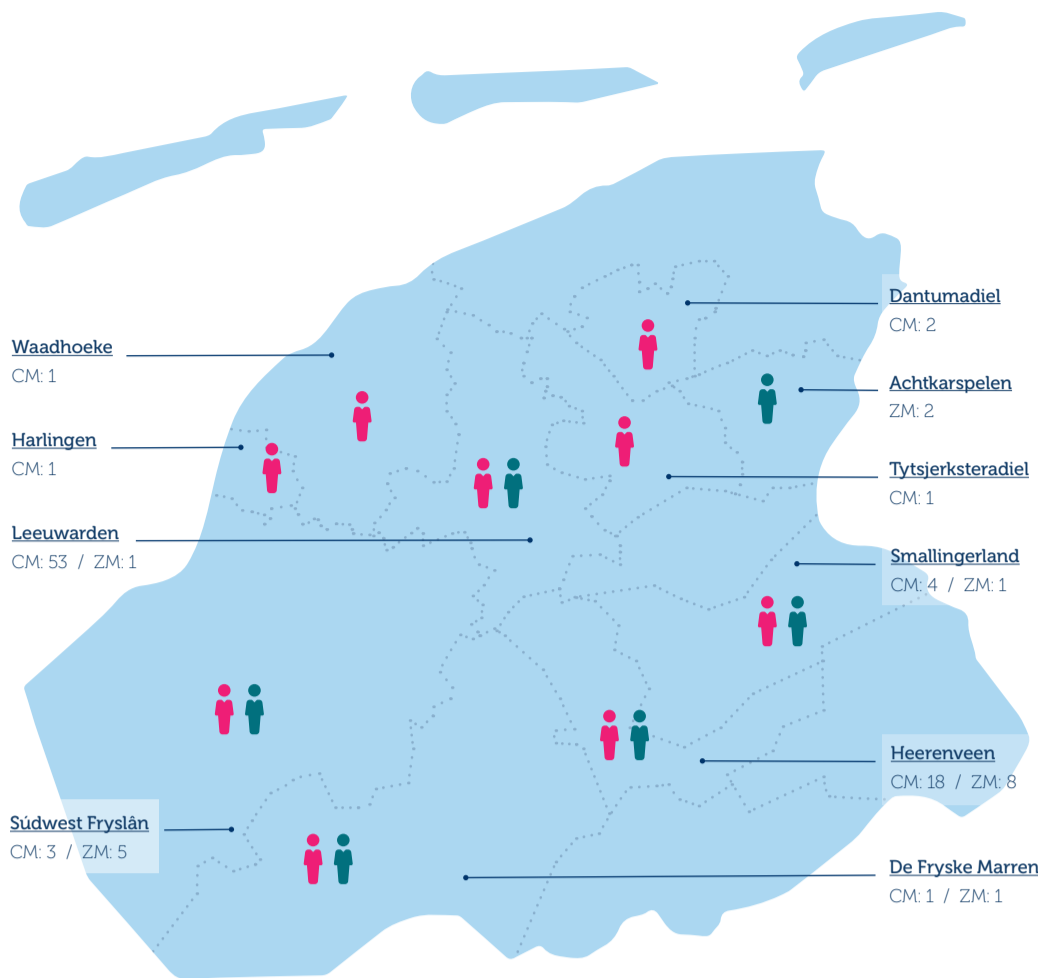 Waadhoeke
CM: 1
Harlingen
CM: 1
Leeuwarden
CM: 53 / ZM: 1
Súdwest Fryslân
CM: 3 / ZM: 5
Dantumadiel
CM: 2
Achtkarspelen
ZM: 2
Tytsjerksteradiel
CM: 1
Smallingerland
CM: 4 / ZM: 1
Heerenveen
CM: 18 / ZM: 8
De Fryske Marren
CM: 1 / ZM: 1